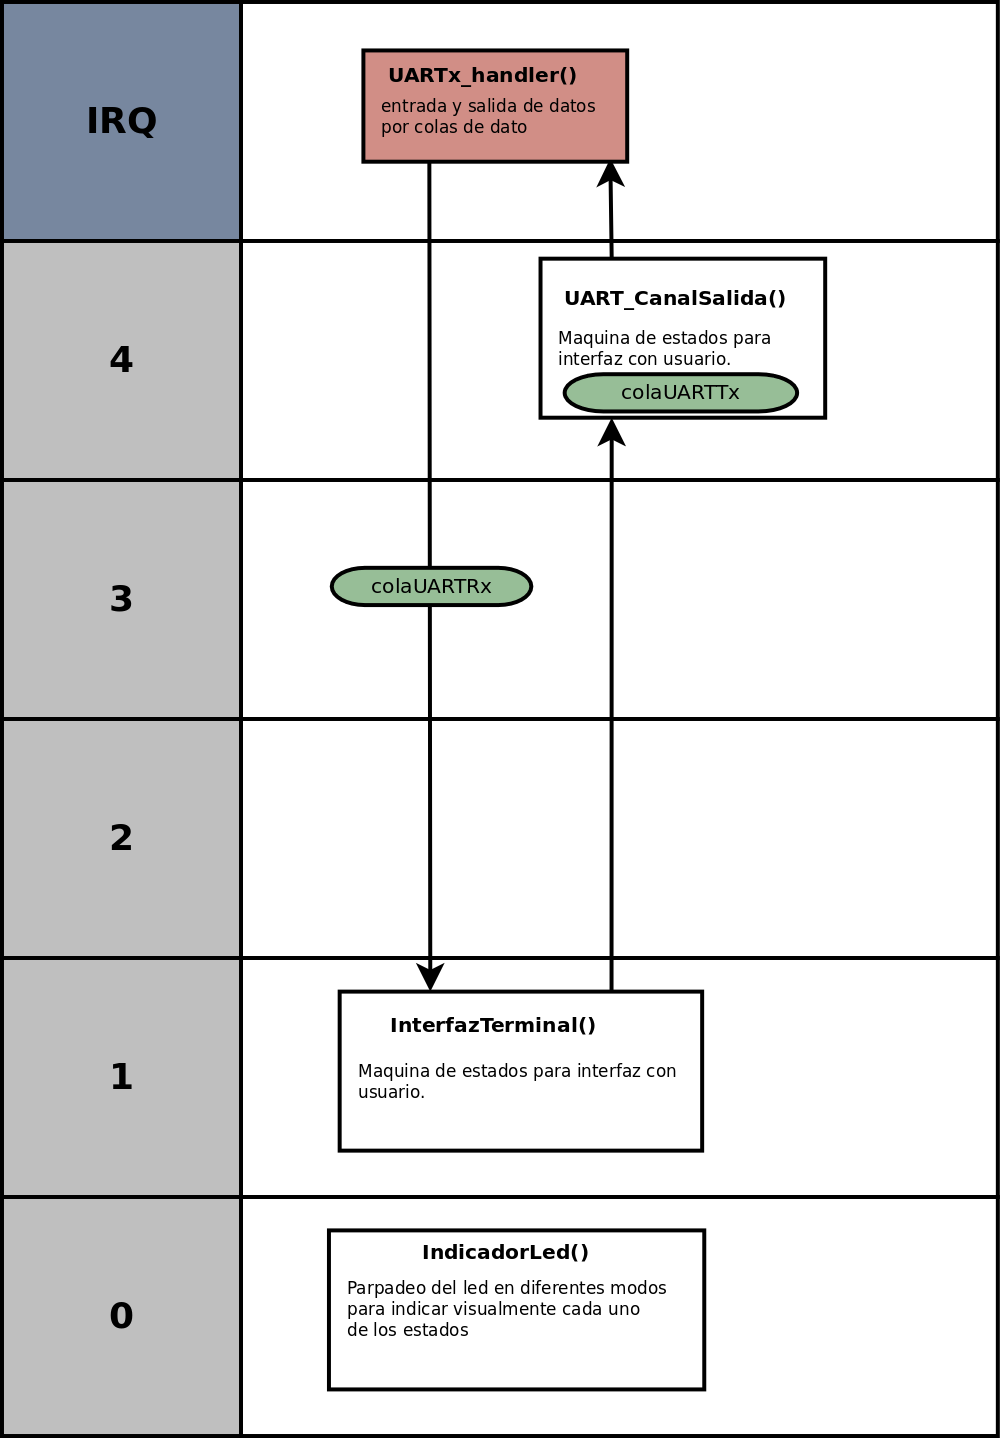 IRQ
UARTx_handler()
entrada y salida de datos
por colas de dato
4
UART_CanalSalida()
Maquina de estados para
interfaz con usuario.
colaUARTTx
3
colaUARTRx
2
1
InterfazTerminal()
Maquina de estados para interfaz con
usuario.
0
IndicadorLed()
Parpadeo del led en diferentes modos
para indicar visualmente cada uno
de los estados